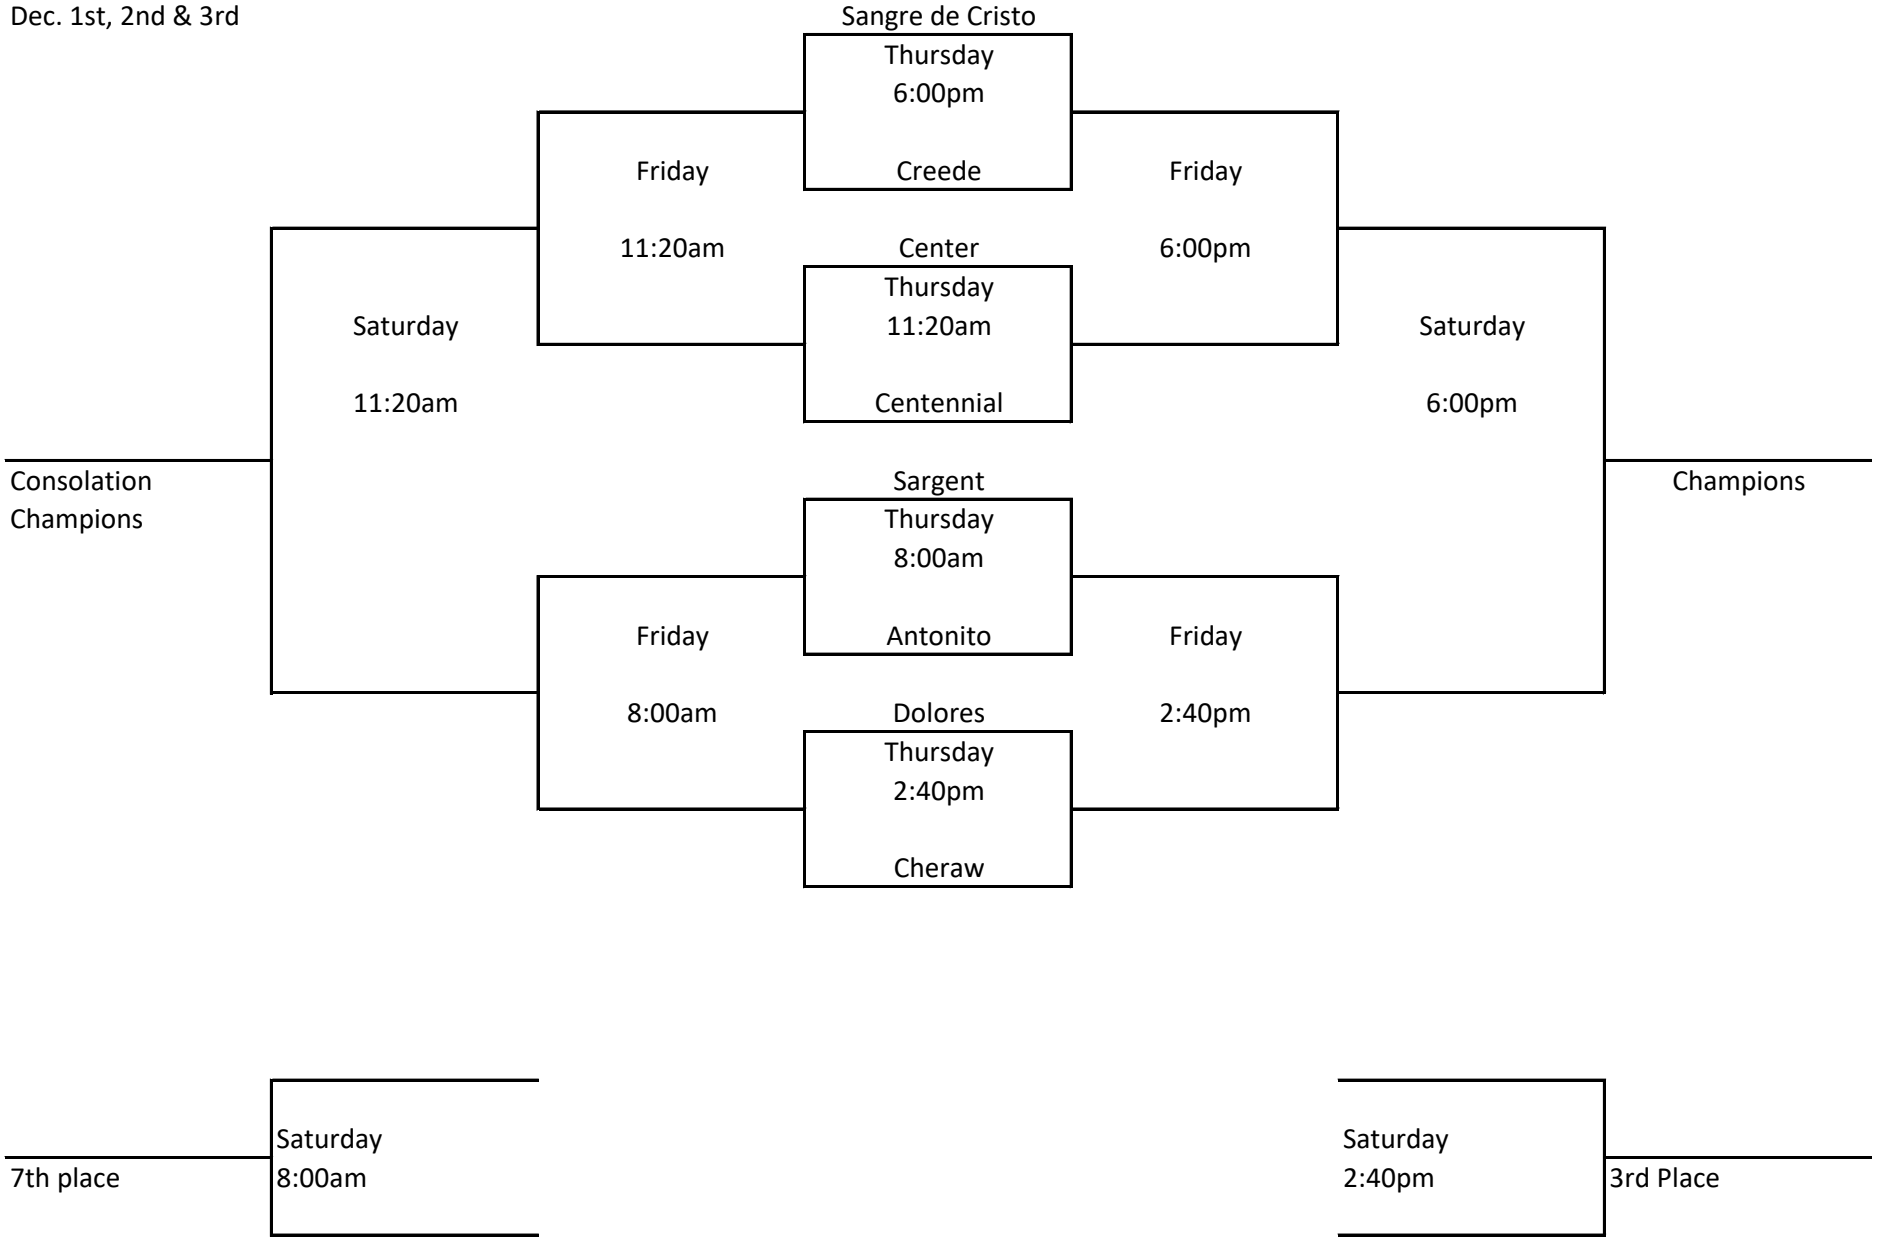 Dec. 1st, 2nd & 3rd
Sangre de Cristo
Thursday
6:00pm
Friday
Creede
Friday
11:20am
Center
6:00pm
Thursday
Saturday
11:20am
Saturday
11:20am
Centennial
6:00pm
Consolation
Sargent
Champions
Champions
Thursday
8:00am
Friday
Antonito
Friday
8:00am
Dolores
2:40pm
Thursday
2:40pm
Cheraw
Saturday
Saturday
7th place
8:00am
2:40pm
3rd Place